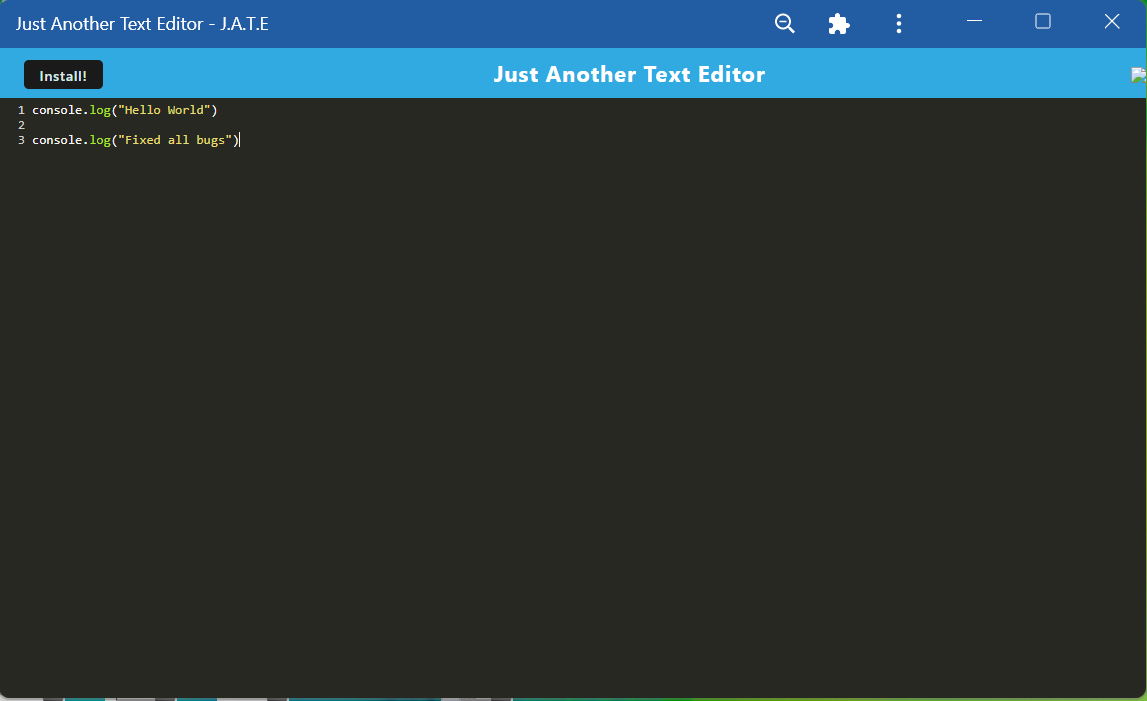 Just Another Text Editor - J.A.T.E
Install!
Just Another Text Editor
1 console.log("Hello World")
2
3 console.log("Fixed all bugs")